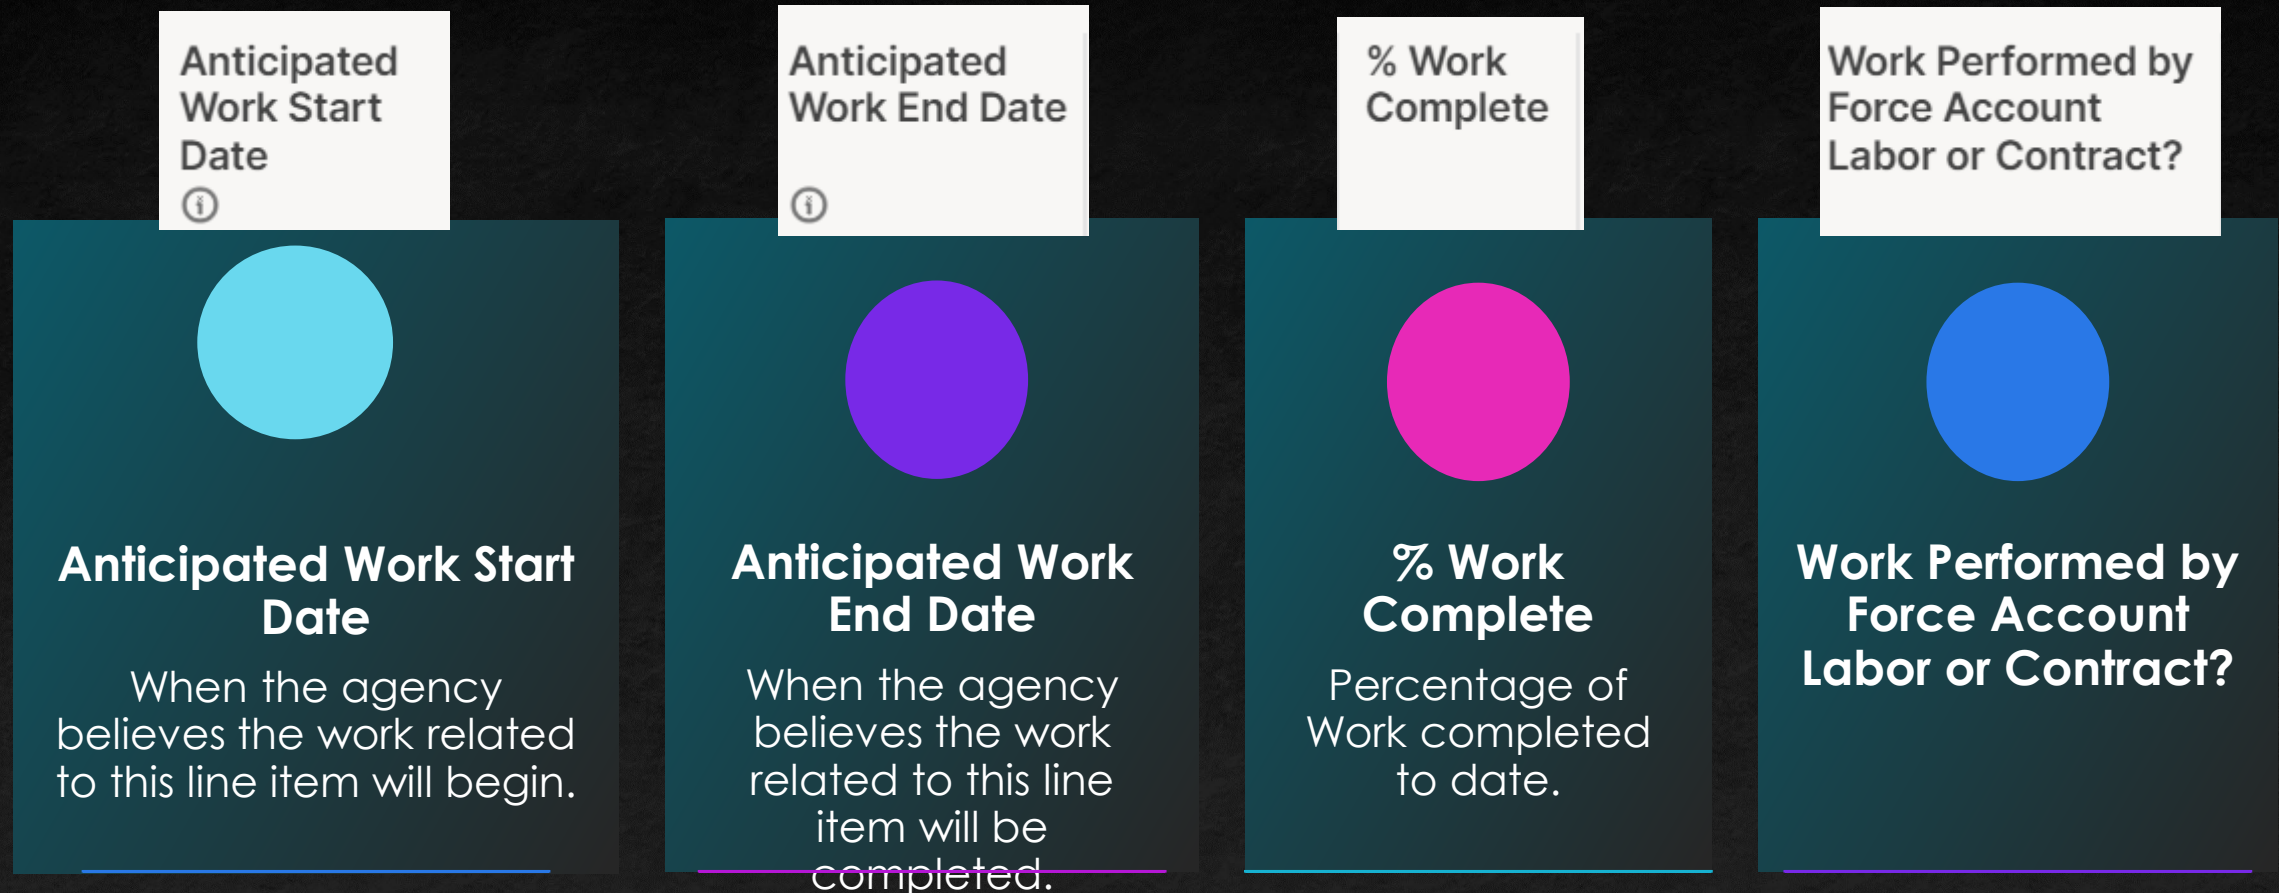 Anticipated
Work Start
Date
Anticipated
Work End Date
% Work
Complete
Work Performed by
Force Account
Labor or Contract?
Anticipated Work Start
Date
When the agency
believes the work related
to this line item will begin.
Anticipated Work
End Date
When the agency
believes the work
related to this line
item will be
completed.
% Work
Complete
Percentage of
Work completed
to date.
Work Performed by
Force Account
Labor or Contract?